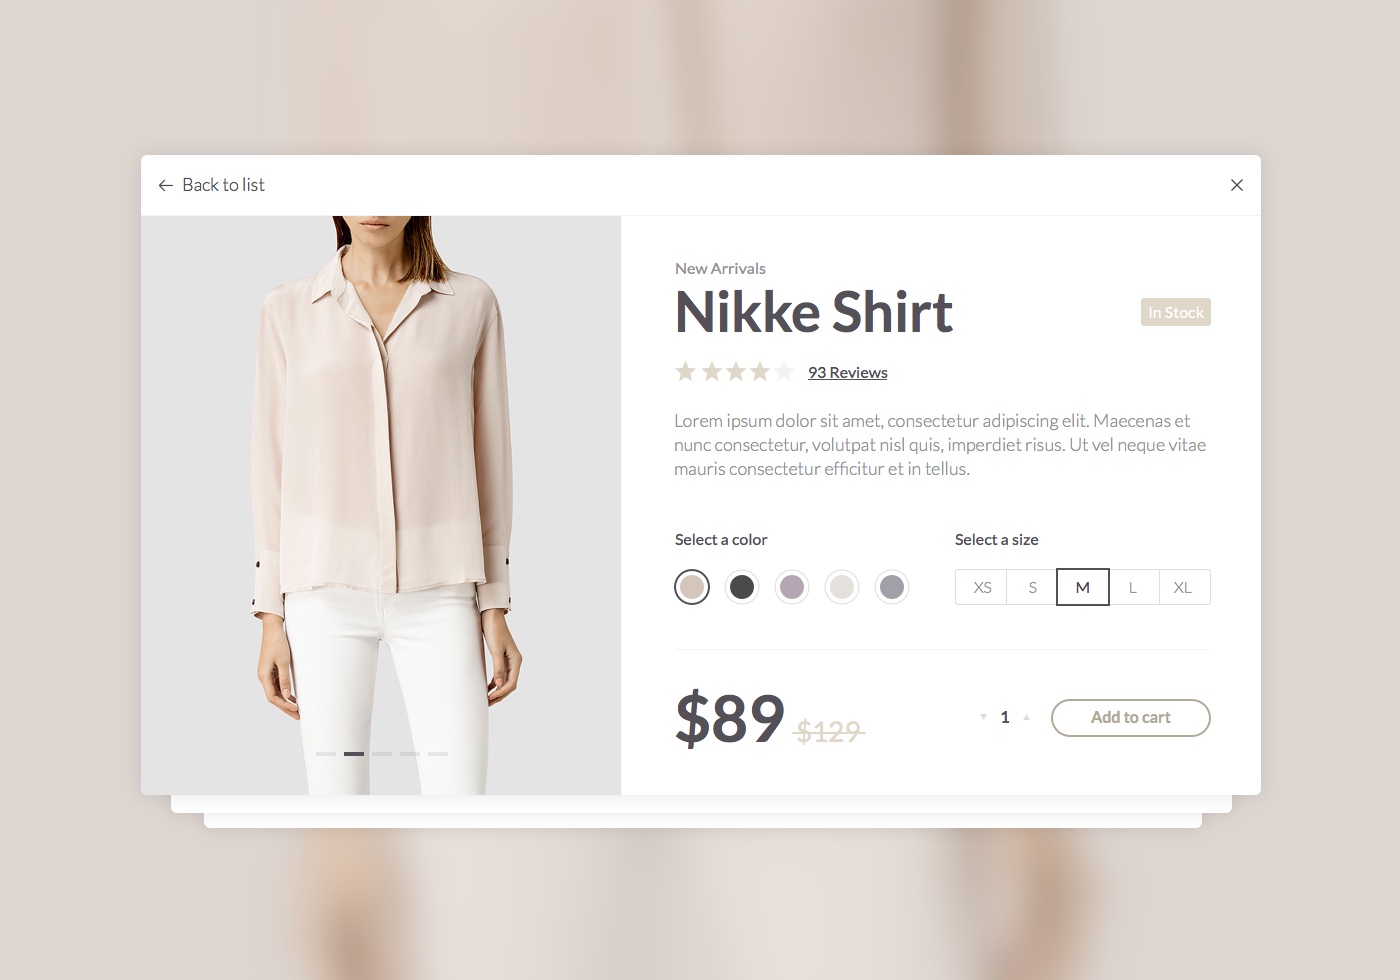 Back to list
New Arrivals
Nikke Shirt
In Stock
93 Reviews
Lorem ipsum dolor sit amet, consectetur adipiscing elit. Maecenas et
nunc consectetur, volutpat nisl quis, imperdiet risus. Ut vel neque vitae
mauris consectetur efficitur et in tellus.
Select a color
Select a size
XS S M L XL
$89 $129
1
Add to cart